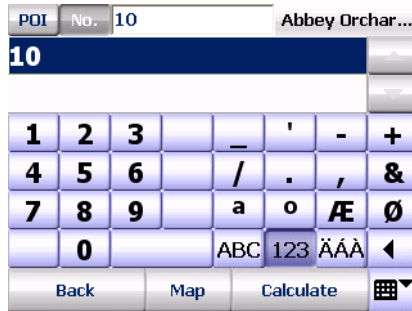 POI No. 10 Abbey Orchar...
10
1 2 3 _ ' - +
4 5 6 / . , &
7 8 9 a o Æ Ø
0 ABC 123 ÄÁÀ
Back Map Calculate